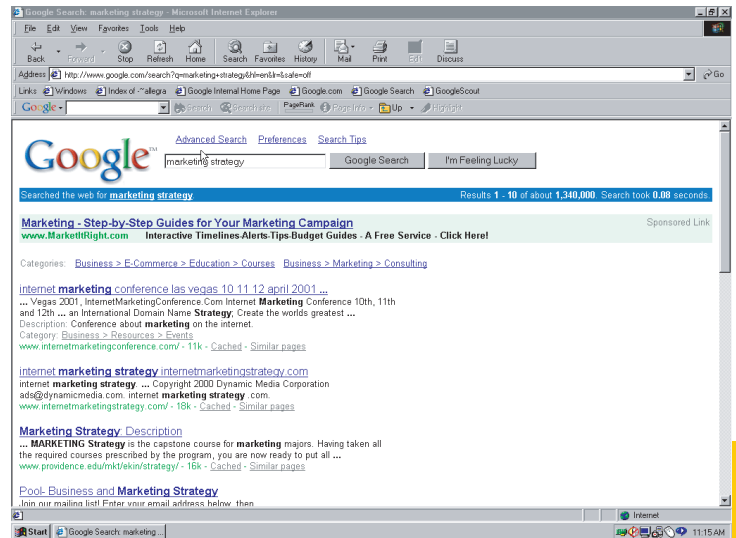 Google Search: marketing strategy - Microsoft Internet Explorer
File Edit View Favorites Tools Help
Back Forward Stop Refresh Home Search Favorites History Mail Print Edit Discuss
Address http://www.google.com/search?q=marketing+strategy&hl=en&lr=&safe=off Go
Links Windows Index of -~allegra Google Internal Home Page Google.com Google Search GoogleScout
Google Search PageRank Page Info Up Highlight
Advanced Search Preferences Search Tips
Google™ marketing strategy Google Search I'm Feeling Lucky
Searched the web for marketing strategy. Results 1 - 10 of about 1,340,000. Search took 0.08 seconds.
Marketing - Step-by-Step Guides for Your Marketing Campaign Sponsored Link
www.MarketItRight.com Interactive Timelines-Alerts-Tips-Budget Guides - A Free Service - Click Here!
Categories: Business > E-Commerce > Education > Courses Business > Marketing > Consulting
internet marketing conference las vegas 10 11 12 april 2001 ...
... Vegas 2001, InternetMarketingConference.Com Internet Marketing Conference 10th, 11th
and 12th ... an International Domain Name Strategy; Create the worlds greatest ...
Description: Conference about marketing on the internet.
Category: Business > Resources > Events
www.internetmarketingconference.com/ - 11k - Cached - Similar pages
internet marketing strategy internetmarketingstrategy.com
internet marketing strategy. ... Copyright 2000 Dynamic Media Corporation
ads@dynamicmedia.com. internet marketing strategy .com.
www.internetmarketingstrategy.com/ - 18k - Cached - Similar pages
Marketing Strategy: Description
... MARKETING Strategy is the capstone course for marketing majors. Having taken all
the required courses prescribed by the program, you are now ready to put all ...
www.providence.edu/mkt/ekin/strategy/ - 16k - Cached - Similar pages
Pool- Business and Marketing Strategy
Join our mailing list! Enter your email address below, then
Internet
Start Google Search: marketing ... 11:15 AM